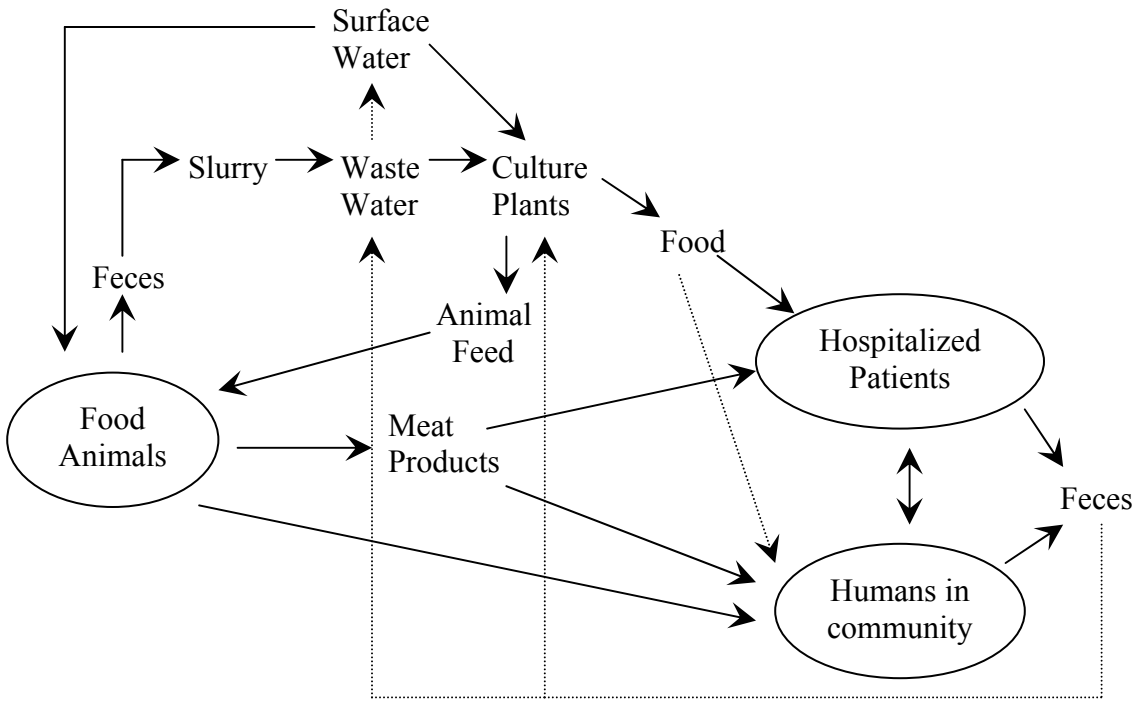 Surface
Water
Slurry
Waste
Water
Culture
Plants
Food
Feces
Animal
Feed
Hospitalized
Patients
Food
Animals
Meat
Products
Feces
Humans in
community